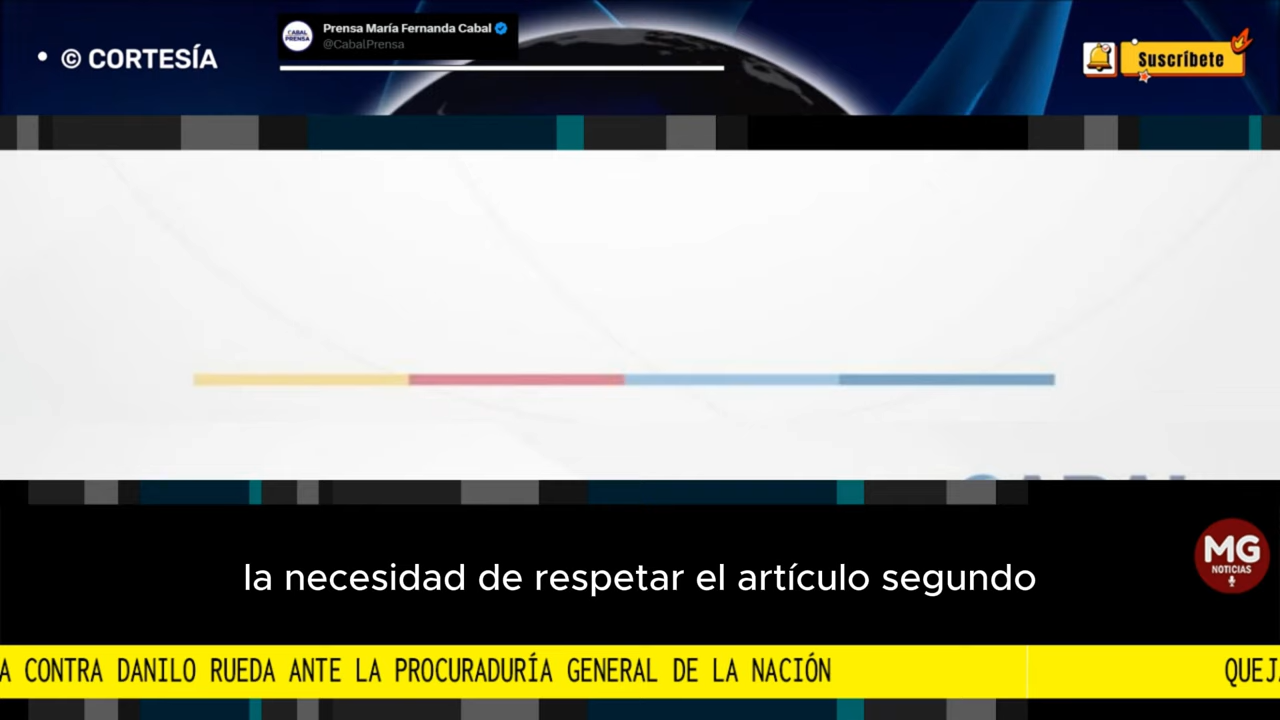 © CORTESÍA
CABAL
PRENSA
Prensa María Fernanda Cabal
@CabalPrensa
Suscríbete
la necesidad de respetar el artículo segundo
MG
NOTICIAS
A CONTRA DANILO RUEDA ANTE LA PROCURADURÍA GENERAL DE LA NACIÓN
QUEJ